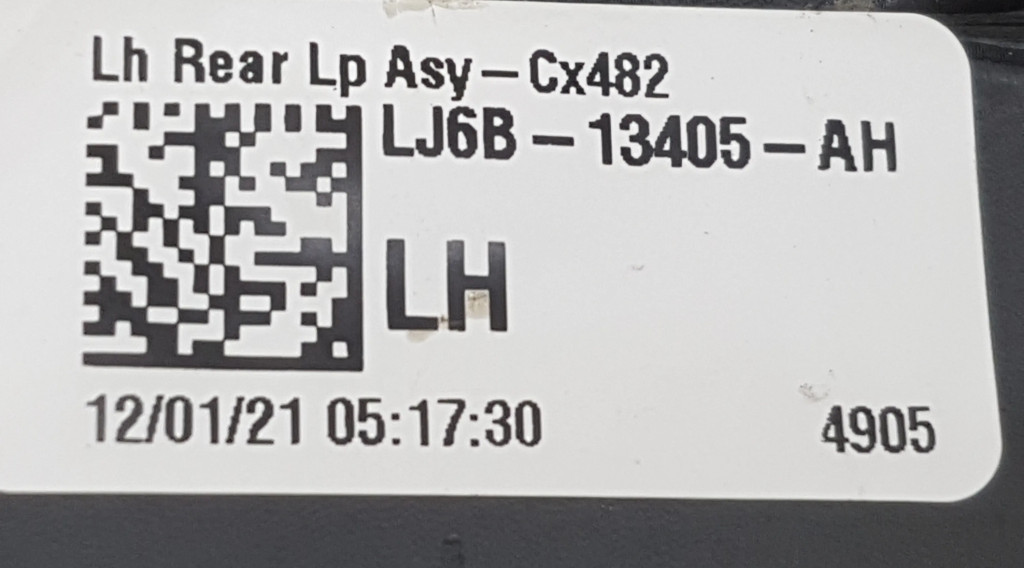 Lh Rear Lp Asy-Cx482
LJ6B-13405-AH
LH
12/01/21 05:17:30 4905